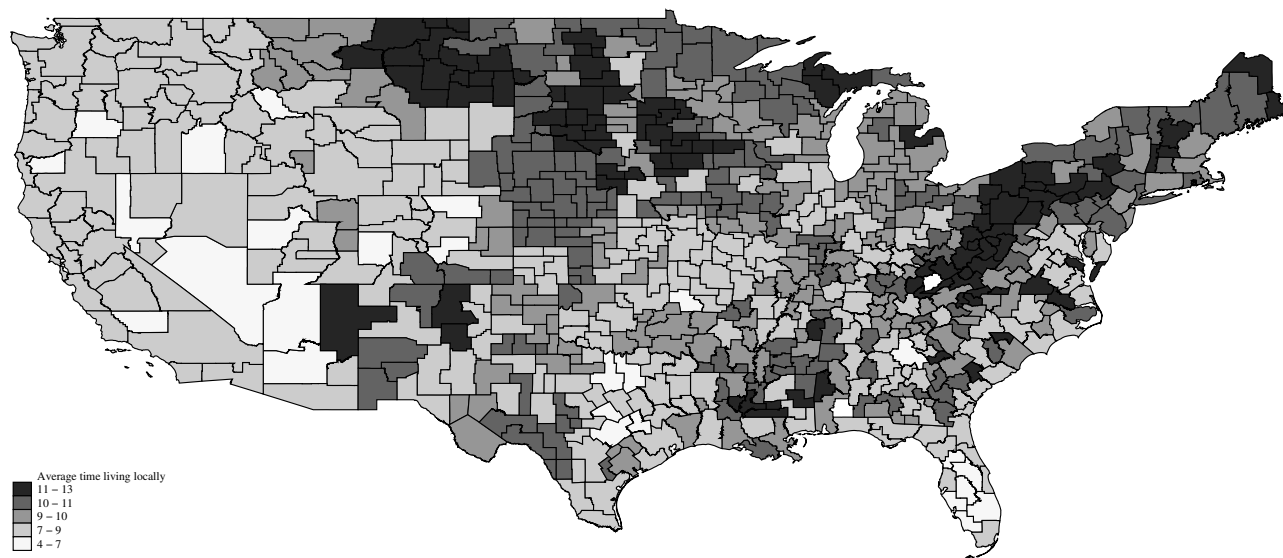 Average time living locally
11 – 13
10 – 11
9 – 10
7 – 9
4 – 7